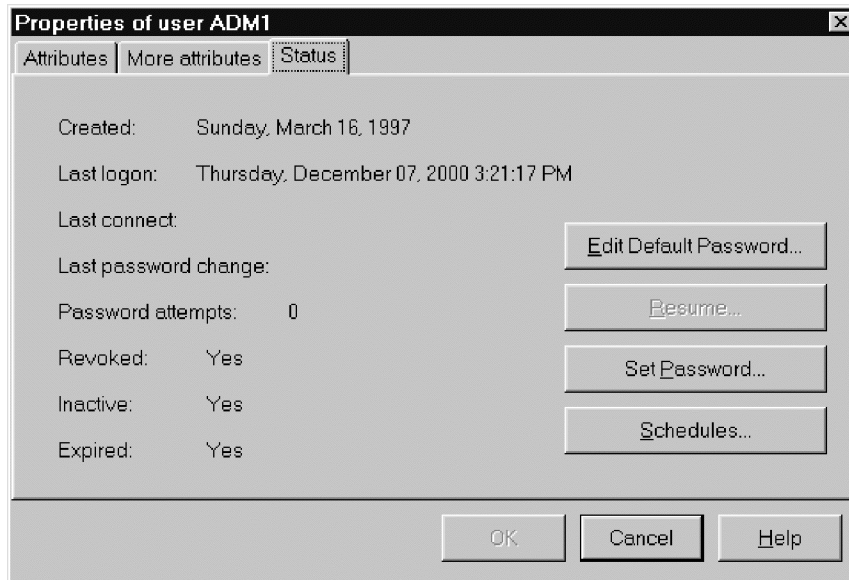 Properties of user ADM1
Attributes More attributes Status
Created: Sunday, March 16, 1997
Last logon: Thursday, December 07, 2000 3:21:17 PM
Last connect:
Edit Default Password...
Last password change:
Resume...
Password attempts: 0
Revoked: Yes
Set Password...
Inactive: Yes
Schedules...
Expired: Yes
OK Cancel Help